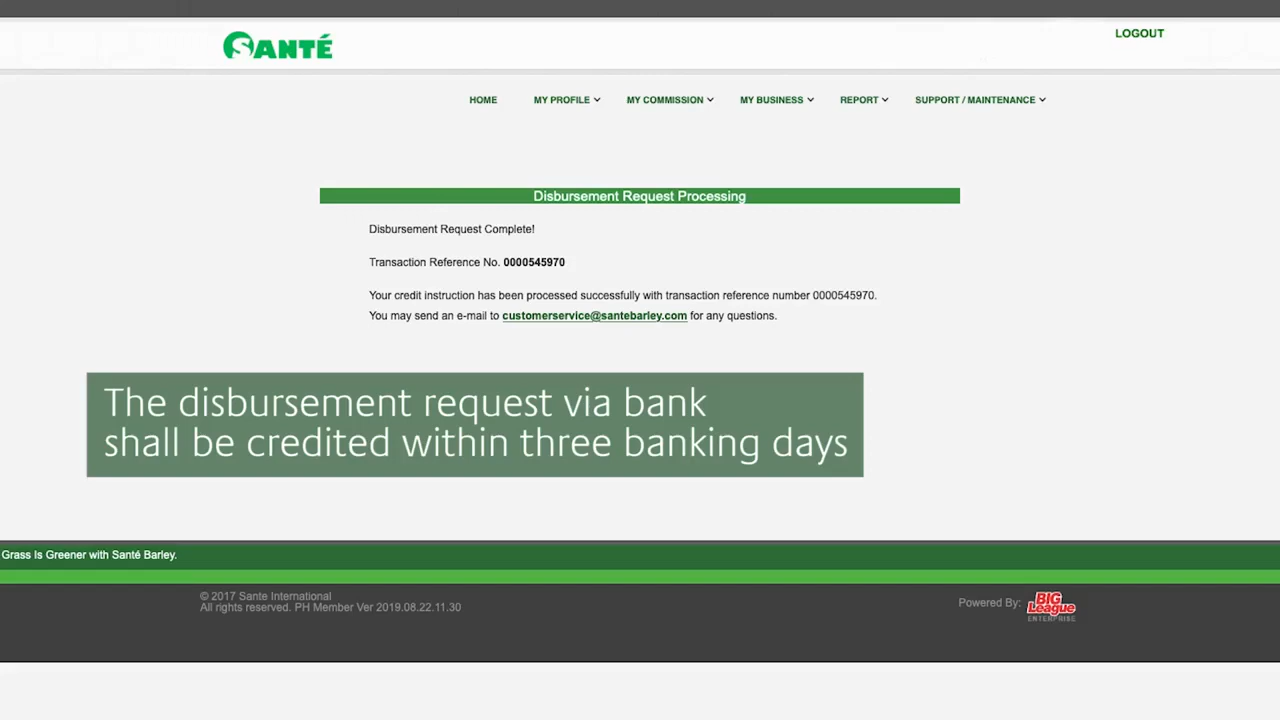 SANTÉ
LOGOUT
HOME MY PROFILE MY COMMISSION MY BUSINESS REPORT SUPPORT / MAINTENANCE
Disbursement Request Processing
Disbursement Request Complete!
Transaction Reference No. 0000545970
Your credit instruction has been processed successfully with transaction reference number 0000545970.
You may send an e-mail to customerservice@santebarley.com for any questions.
The disbursement request via bank
shall be credited within three banking days
Grass Is Greener with Santé Barley.
© 2017 Sante International
All rights reserved. PH Member Ver 2019.08.22.11.30
Powered By:
BIG
League
ENTERPRISE